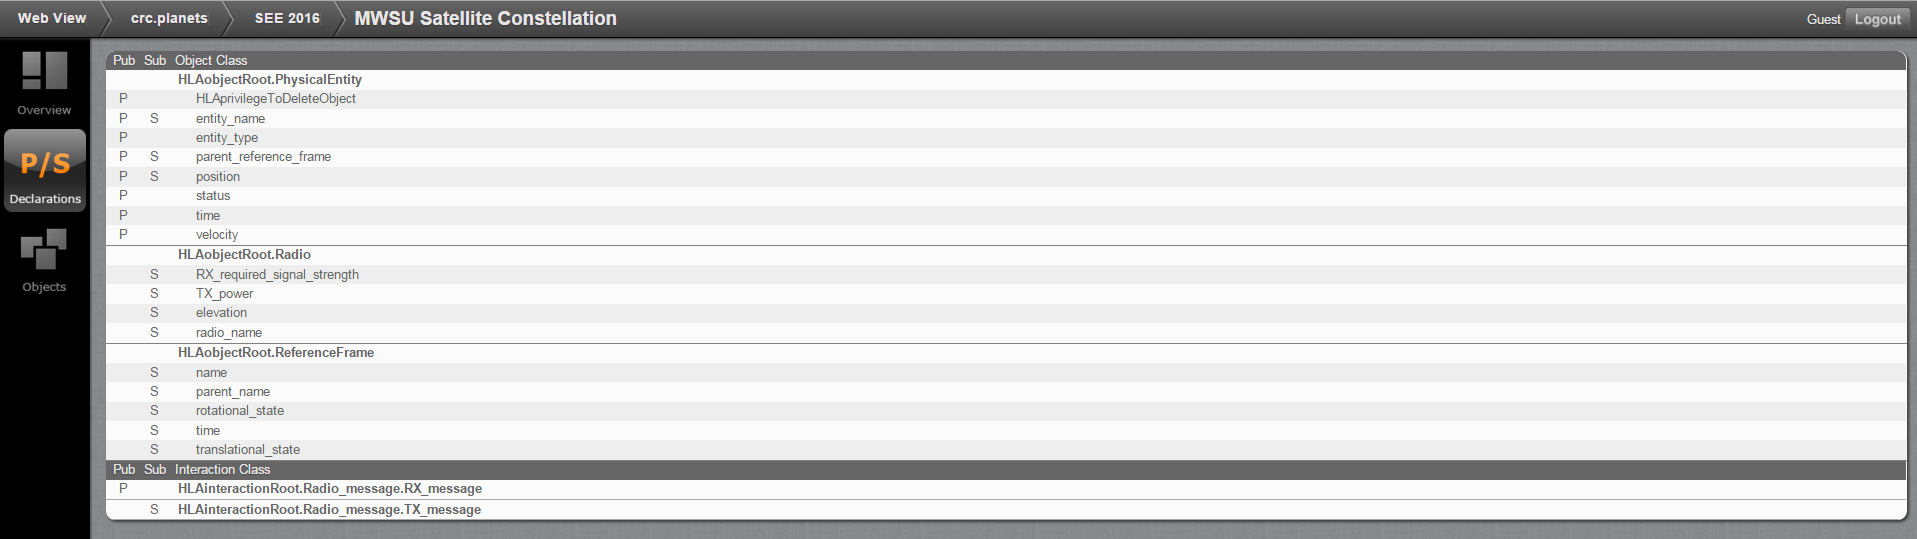 Web View crc.planets SEE 2016 MWSU Satellite Constellation Guest Logout
Overview
P/S
Declarations
Objects
Pub Sub Object Class
HLAobjectRoot.PhysicalEntity
P HLAprivilegeToDeleteObject
P S entity_name
P entity_type
P S parent_reference_frame
P S position
P status
P time
P velocity
HLAobjectRoot.Radio
S RX_required_signal_strength
S TX_power
S elevation
S radio_name
HLAobjectRoot.ReferenceFrame
S name
S parent_name
S rotational_state
S time
S translational_state
Pub Sub Interaction Class
P HLAinteractionRoot.Radio_message.RX_message
S HLAinteractionRoot.Radio_message.TX_message